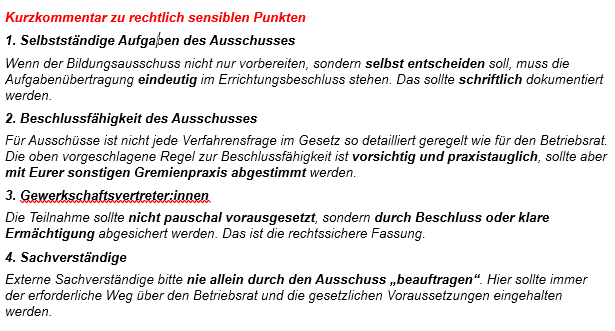 Kurzkommentar zu rechtlich sensiblen Punkten
1. Selbstständige Aufgaben des Ausschusses
Wenn der Bildungsausschuss nicht nur vorbereiten, sondern selbst entscheiden soll, muss die
Aufgabenübertragung eindeutig im Errichtungsbeschluss stehen. Das sollte schriftlich dokumentiert
werden.
2. Beschlussfähigkeit des Ausschusses
Für Ausschüsse ist nicht jede Verfahrensfrage im Gesetz so detailliert geregelt wie für den Betriebsrat.
Die oben vorgeschlagene Regel zur Beschlussfähigkeit ist vorsichtig und praxistauglich, sollte aber
mit Eurer sonstigen Gremienpraxis abgestimmt werden.
3. Gewerkschaftsvertreter:innen
Die Teilnahme sollte nicht pauschal vorausgesetzt, sondern durch Beschluss oder klare
Ermächtigung abgesichert werden. Das ist die rechtssichere Fassung.
4. Sachverständige
Externe Sachverständige bitte nie allein durch den Ausschuss „beauftragen“. Hier sollte immer
der erforderliche Weg über den Betriebsrat und die gesetzlichen Voraussetzungen eingehalten
werden.